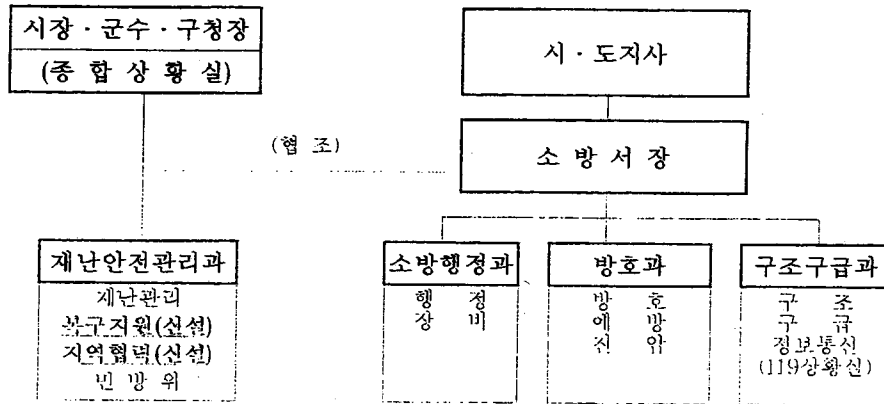 시장·군수·구청장
(종 합 상 황 실)
시·도지사
(협 조)
소 방 서 장
재난안전관리과
재난관리
복구지원(신설)
지역협력(신설)
민 방 위
소방행정과
행 정
장 비
방호과
방 호
예 방
진 압
구조구급과
구 조
구 급
정보통신
(119상황실)